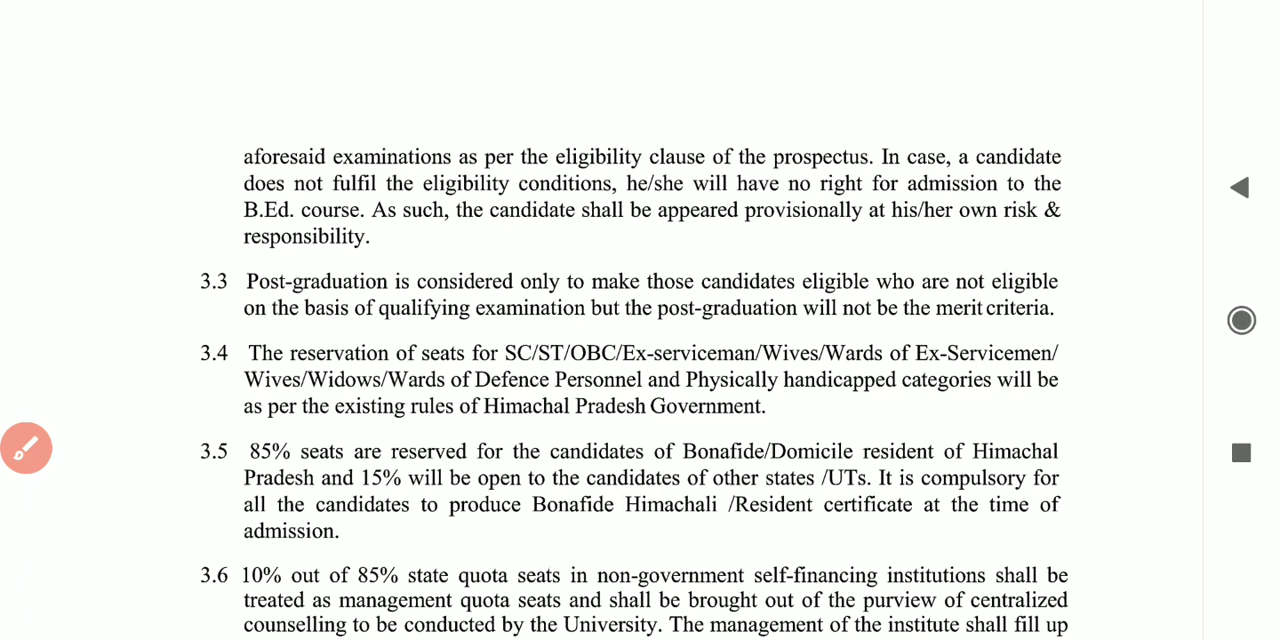 aforesaid examinations as per the eligibility clause of the prospectus. In case, a candidate
does not fulfil the eligibility conditions, he/she will have no right for admission to the
B.Ed. course. As such, the candidate shall be appeared provisionally at his/her own risk &
responsibility.
3.3 Post-graduation is considered only to make those candidates eligible who are not eligible
on the basis of qualifying examination but the post-graduation will not be the merit criteria.
3.4 The reservation of seats for SC/ST/OBC/Ex-serviceman/Wives/Wards of Ex-Servicemen/
Wives/Widows/Wards of Defence Personnel and Physically handicapped categories will be
as per the existing rules of Himachal Pradesh Government.
3.5 85% seats are reserved for the candidates of Bonafide/Domicile resident of Himachal
Pradesh and 15% will be open to the candidates of other states /UTs. It is compulsory for
all the candidates to produce Bonafide Himachali /Resident certificate at the time of
admission.
3.6 10% out of 85% state quota seats in non-government self-financing institutions shall be
treated as management quota seats and shall be brought out of the purview of centralized
counselling to be conducted by the University. The management of the institute shall fill up